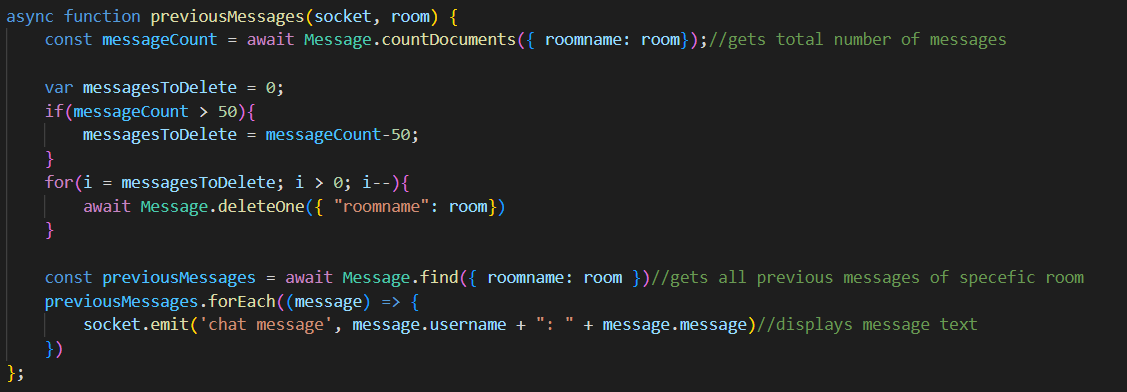 async function previousMessages(socket, room) {
    const messageCount = await Message.countDocuments({ roomname: room});//gets total number of messages

    var messagesToDelete = 0;
    if(messageCount > 50){
        messagesToDelete = messageCount-50;
    }
    for(i = messagesToDelete; i > 0; i--){
        await Message.deleteOne({ "roomname": room})
    }

    const previousMessages = await Message.find({ roomname: room })//gets all previous messages of specefic room
    previousMessages.forEach((message) => {
        socket.emit('chat message', message.username + ": " + message.message)//displays message text
    })
};